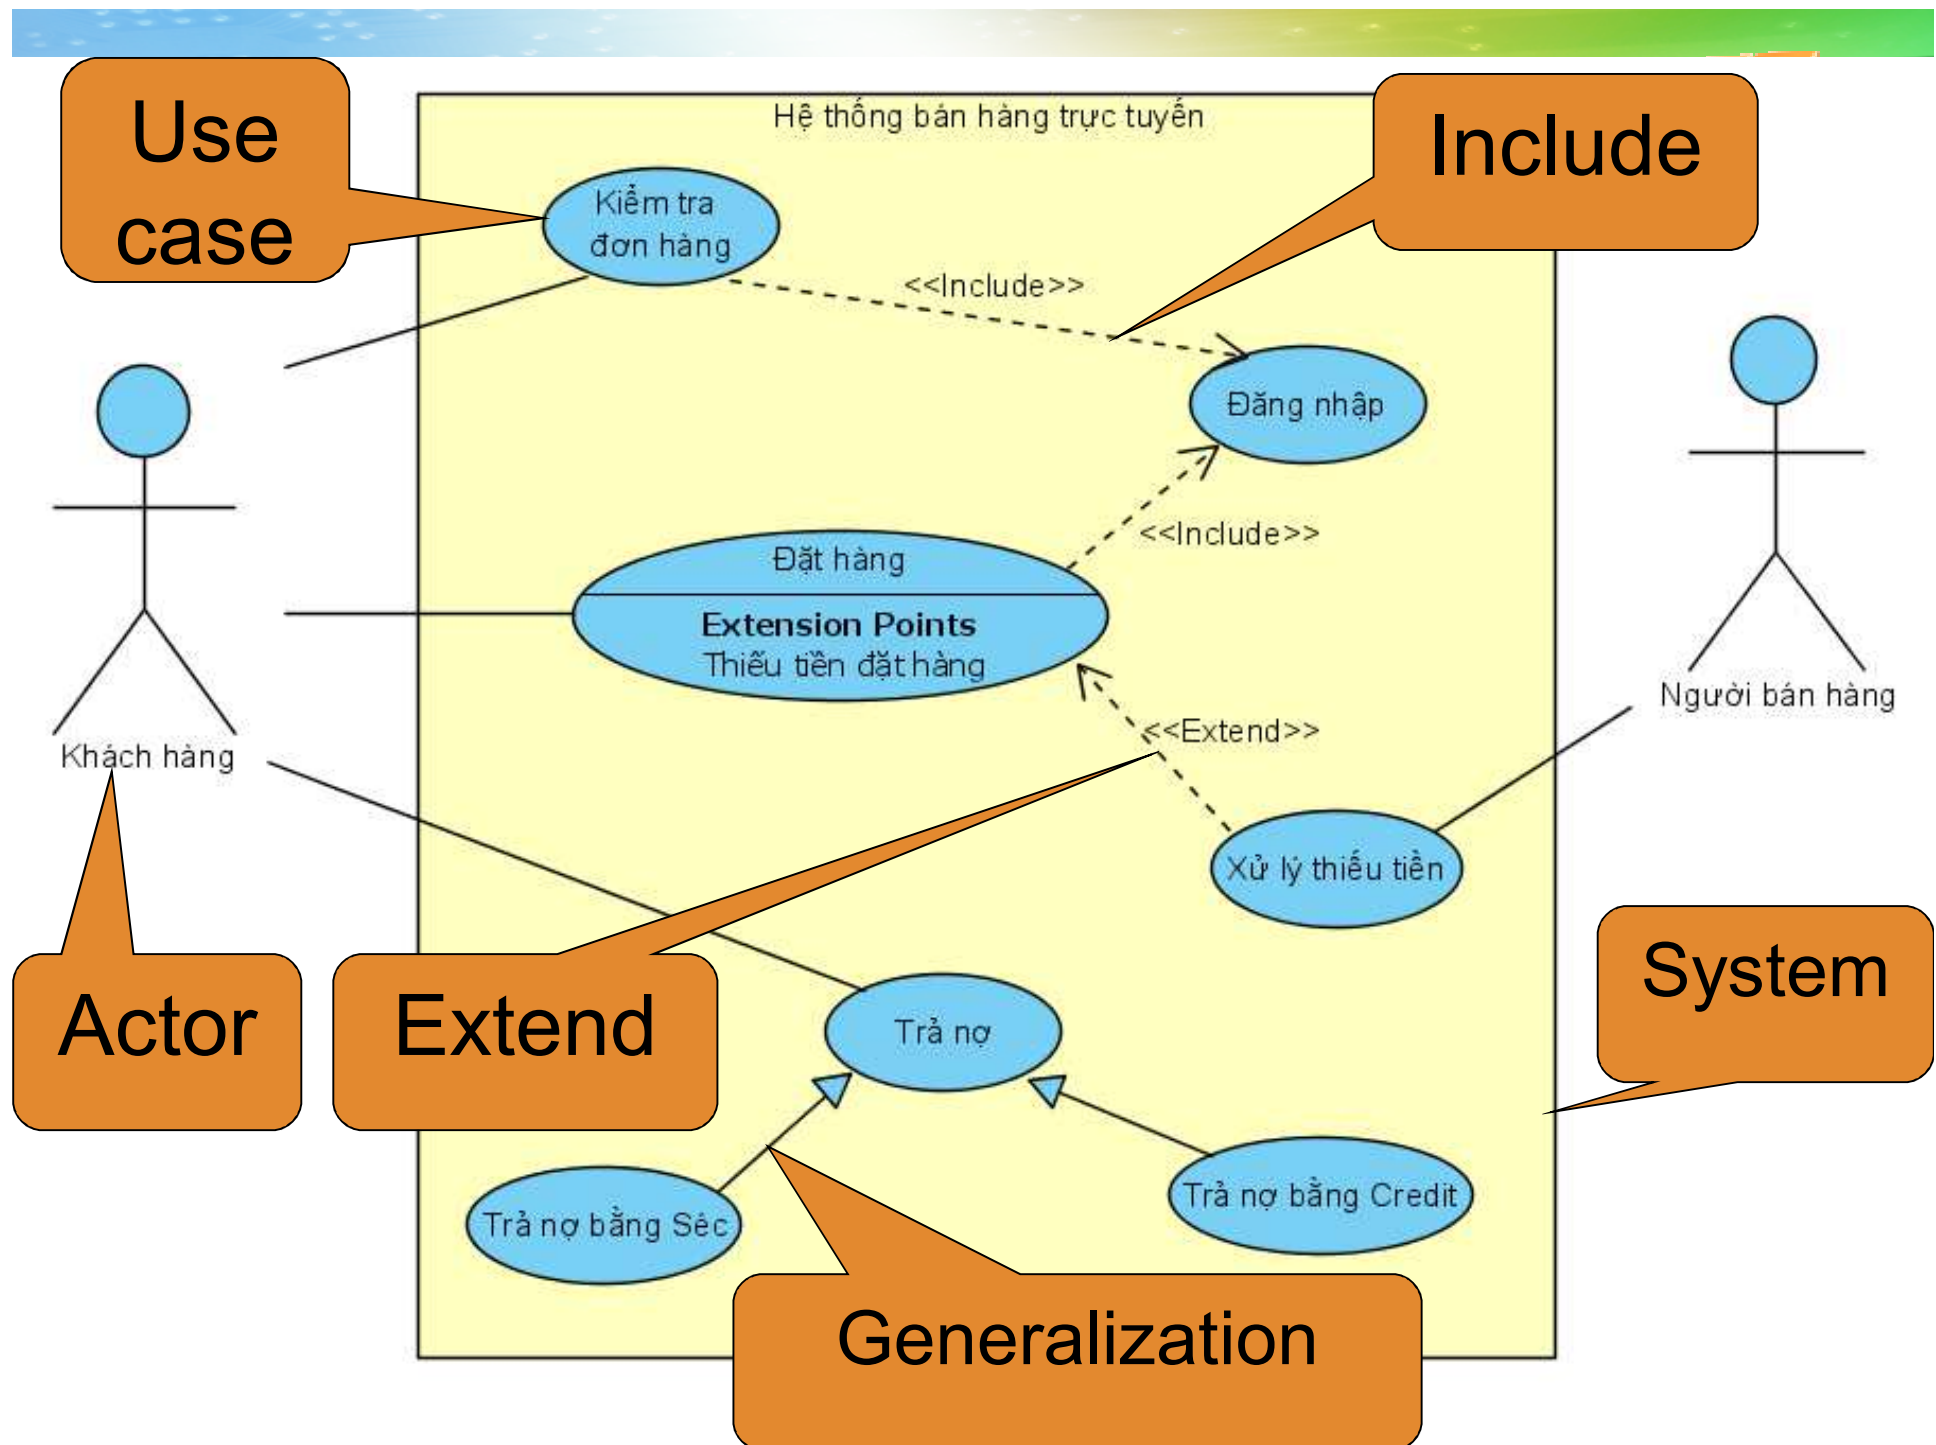 Use
case
Hệ thống bán hàng trực tuyến
Include
Kiểm tra
đơn hàng
<<Include>>
Đăng nhập
<<Include>>
Đặt hàng
Extension Points
Thiếu tiền đặt hàng
Người bán hàng
<<Extend>>
Khách hàng
Xử lý thiếu tiền
System
Actor
Extend
Trả nợ
Trả nợ bằng Credit
Trả nợ bằng Séc
Generalization